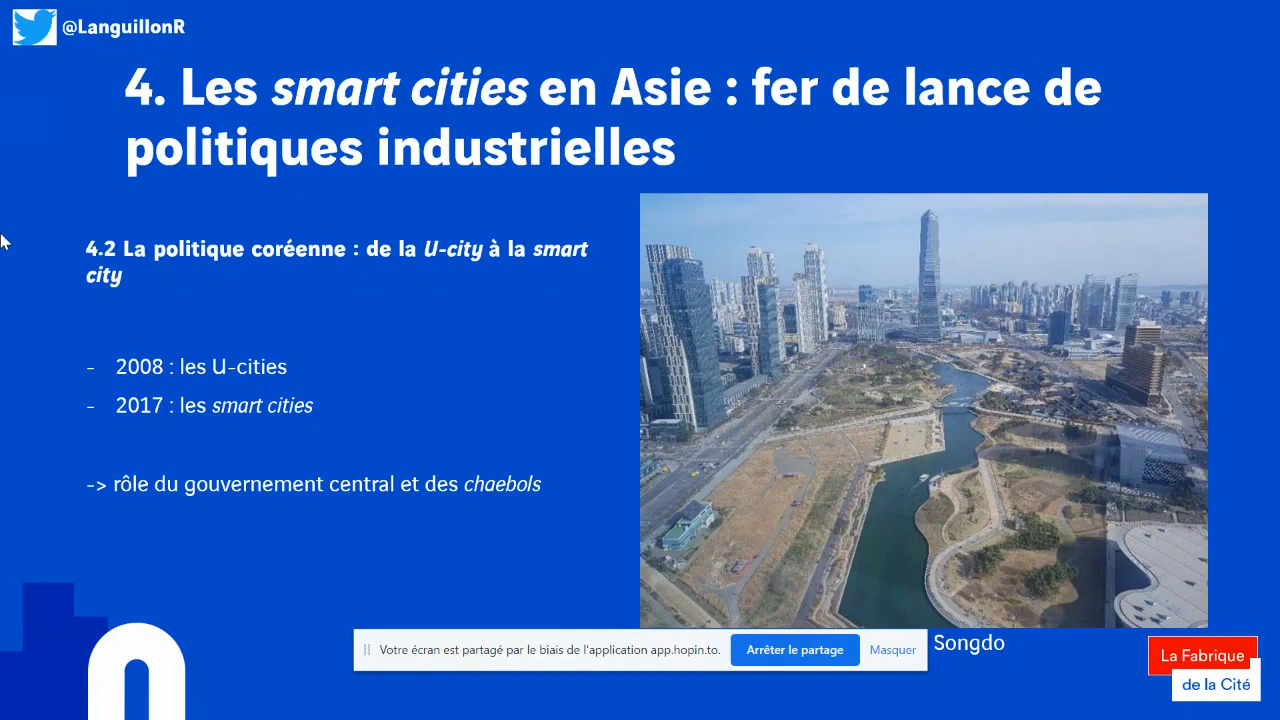 @LanguillonR
4. Les smart cities en Asie : fer de lance de
politiques industrielles
4.2 La politique coréenne : de la U-city à la smart
city
- 2008 : les U-cities
- 2017 : les smart cities
-> rôle du gouvernement central et des chaebols
Votre écran est partagé par le biais de l'application app.hopin.to.
Arrêter le partage
Masquer
Songdo
La Fabrique
de la Cité